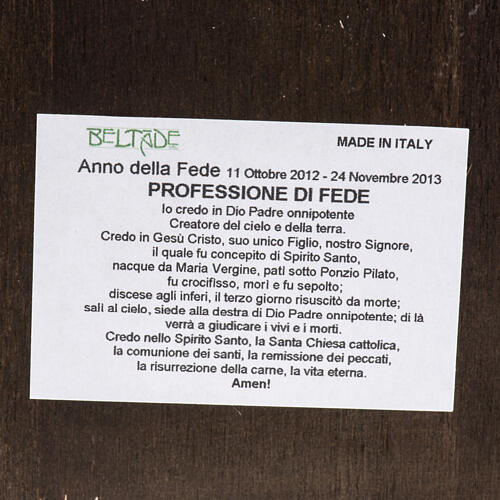 BELTADE
MADE IN ITALY
Anno della Fede 11 Ottobre 2012 - 24 Novembre 2013
PROFESSIONE DI FEDE
Io credo in Dio Padre onnipotente
Creatore del cielo e della terra.
Credo in Gesù Cristo, suo unico Figlio, nostro Signore,
il quale fu concepito di Spirito Santo,
nacque da Maria Vergine, patì sotto Ponzio Pilato,
fu crocifisso, morì e fu sepolto;
discese agli inferi, il terzo giorno risuscitò da morte;
salì al cielo, siede alla destra di Dio Padre onnipotente; di là
verrà a giudicare i vivi e i morti.
Credo nello Spirito Santo, la Santa Chiesa cattolica,
la comunione dei santi, la remissione dei peccati,
la risurrezione della carne, la vita eterna.
Amen!